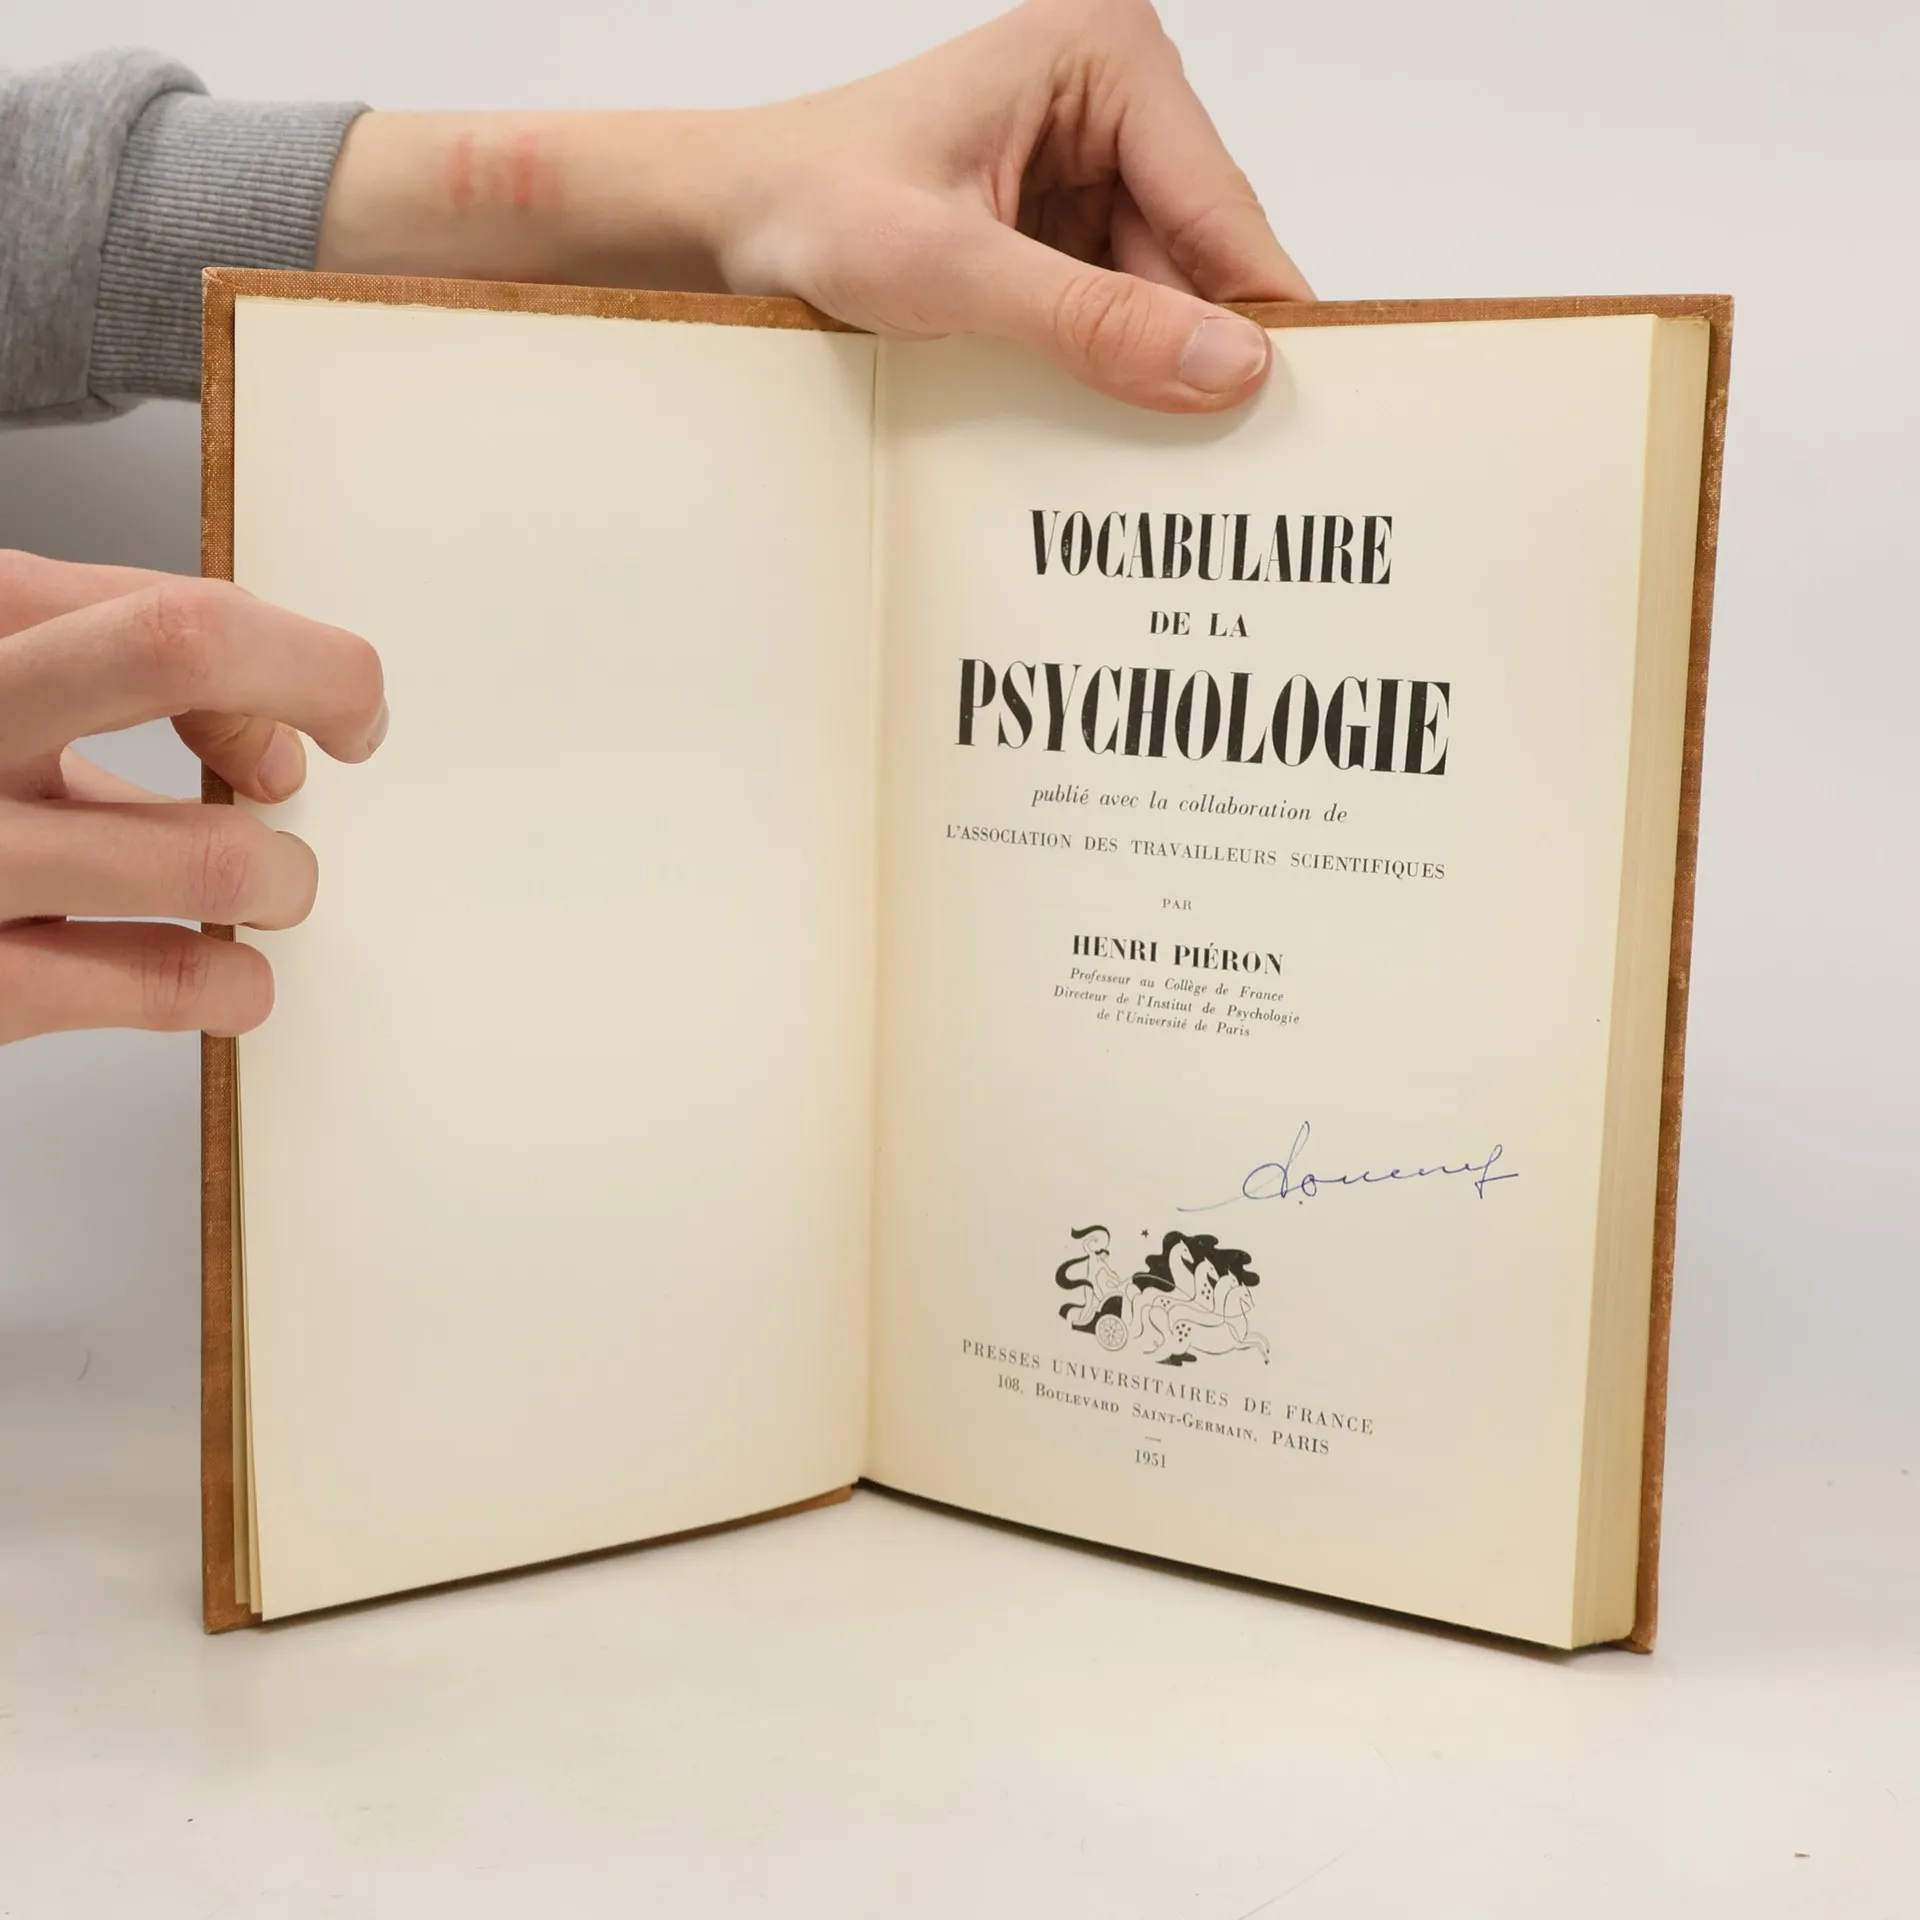 VOCABULAIRE
DE LA
PSYCHOLOGIE
publié avec la collaboration de
L'ASSOCIATION DES TRAVAILLEURS SCIENTIFIQUES
PAR
HENRI PIÉRON
Professeur au Collège de France
Directeur de l'Institut de Psychologie
de l'Université de Paris
PRESSES UNIVERSITAIRES DE FRANCE
108, BOULEVARD SAINT-GERMAIN, PARIS
1951